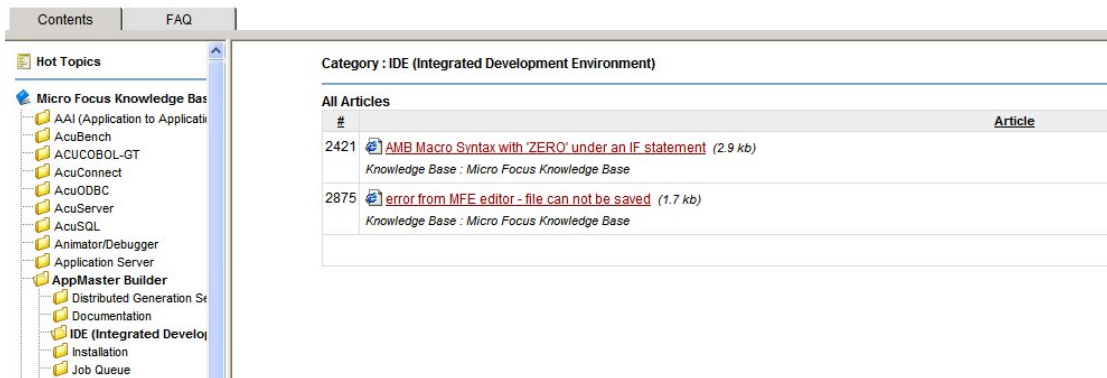 Contents
FAQ
Hot Topics
Micro Focus Knowledge Bas
AAI (Application to Applicati
AcuBench
ACUCOBOL-GT
AcuConnect
AcuODBC
AcuServer
AcuSQL
Animator/Debugger
Application Server
AppMaster Builder
Distributed Generation Se
Documentation
IDE (Integrated Develop
Installation
Job Queue
Category : IDE (Integrated Development Environment)
All Articles
# Article
2421 AMB Macro Syntax with 'ZERO' under an IF statement (2.9 kb)
Knowledge Base : Micro Focus Knowledge Base
2875 error from MFE editor - file can not be saved (1.7 kb)
Knowledge Base : Micro Focus Knowledge Base